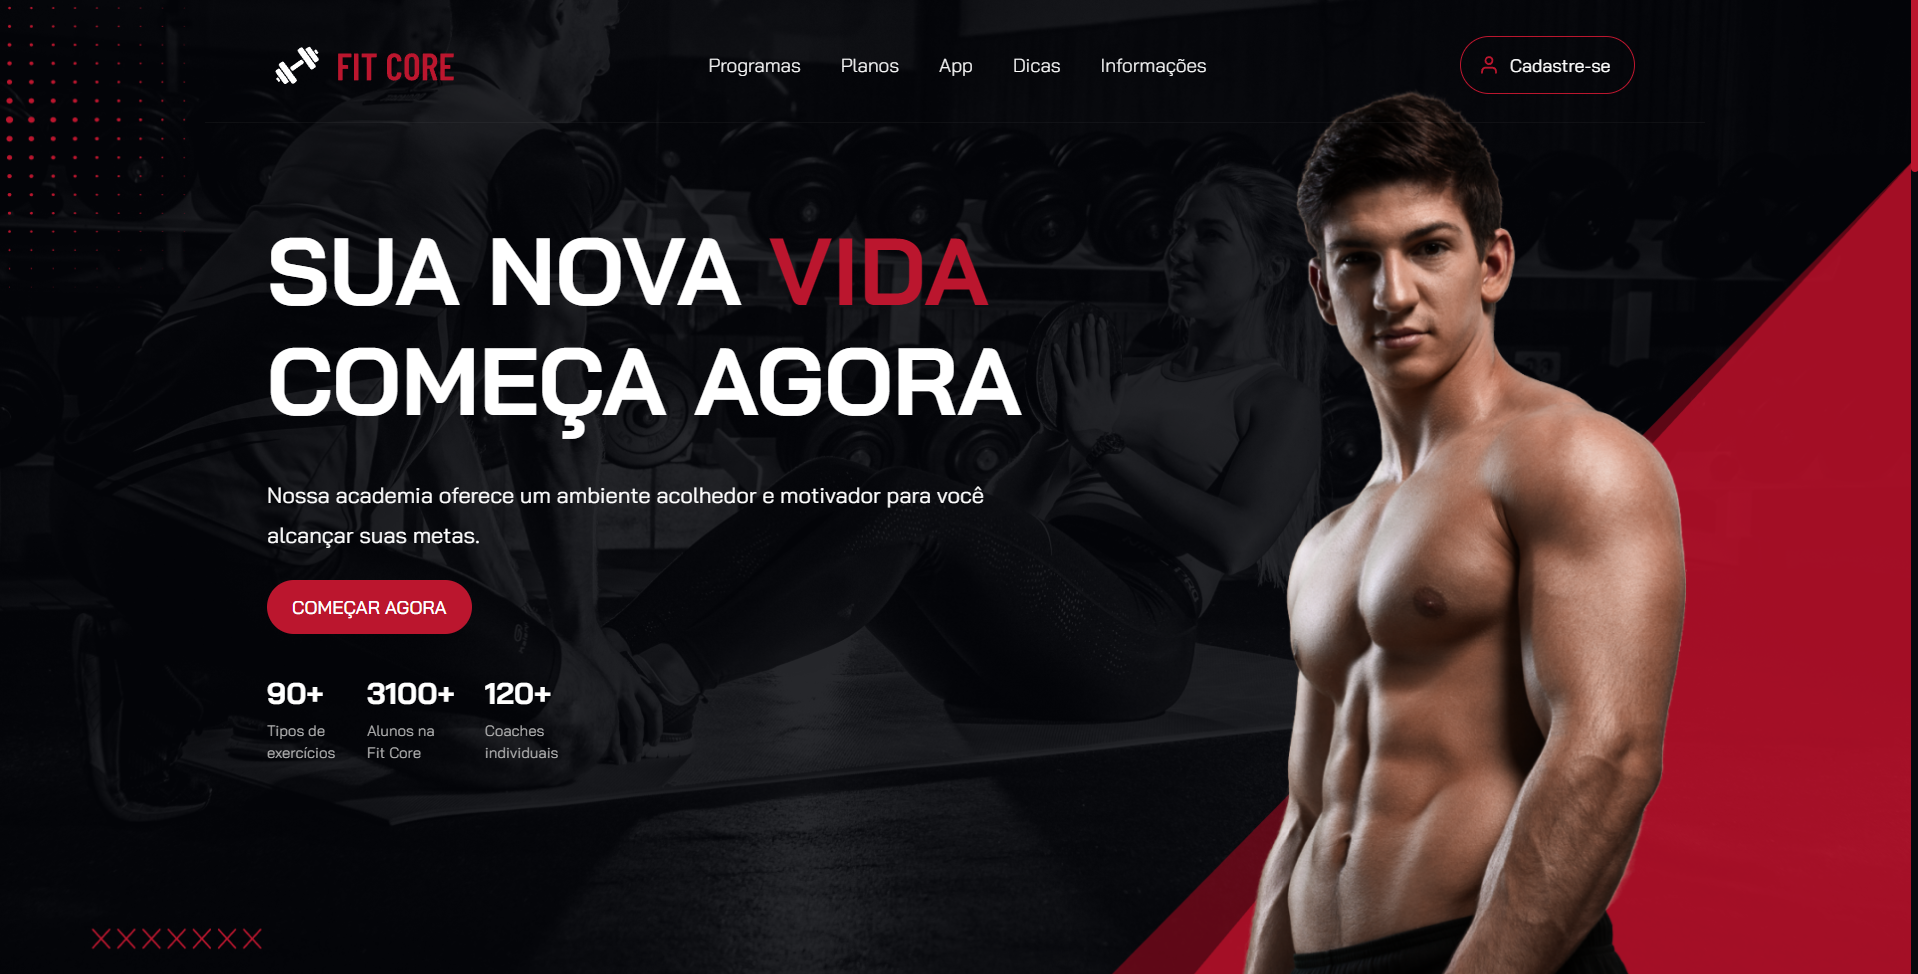 FIT CORE
Programas
Planos
App
Dicas
Informações
Cadastre-se
SUA NOVA VIDA
COMEÇA AGORA
Nossa academia oferece um ambiente acolhedor e motivador para você
alcançar suas metas.
COMEÇAR AGORA
90+
Tipos de
exercícios
3100+
Alunos na
Fit Core
120+
Coaches
individuais